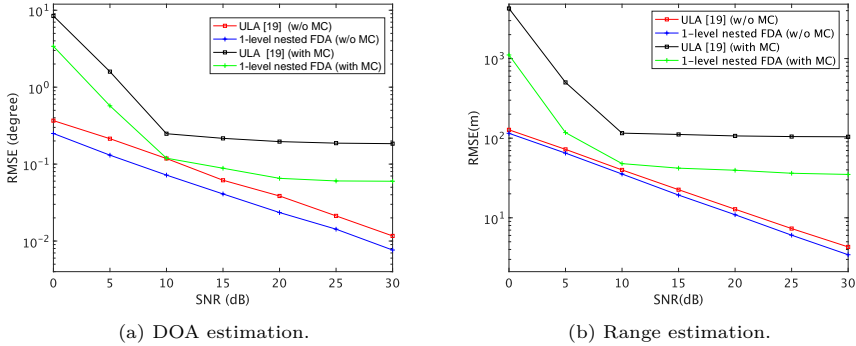 ULA [19] (w/o MC)
1-level nested FDA (w/o MC)
ULA [19] (with MC)
1-level nested FDA (with MC)
10^1
10^0
10^-1
10^-2
RMSE (degree)
0 5 10 15 20 25 30
SNR (dB)
(a) DOA estimation.
ULA [19] (w/o MC)
1-level nested FDA (w/o MC)
ULA [19] (with MC)
1-level nested FDA (with MC)
10^3
10^2
10^1
RMSE(m)
0 5 10 15 20 25 30
SNR(dB)
(b) Range estimation.